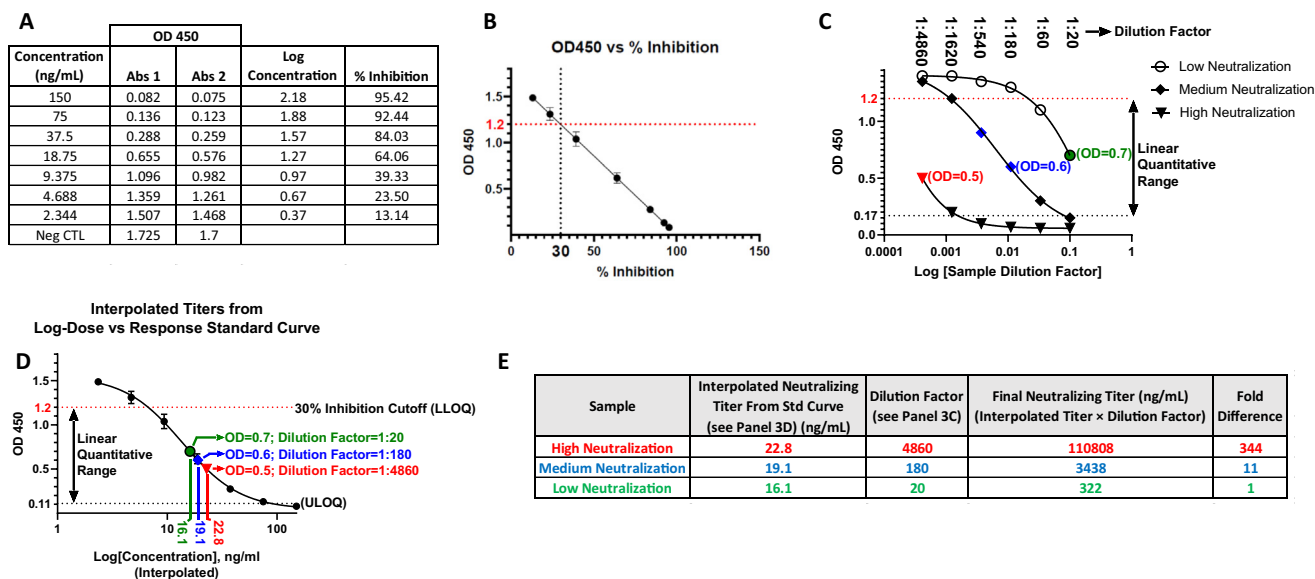 A
OD 450
Concentration (ng/mL) Abs 1 Abs 2 Log Concentration % Inhibition
150 0.082 0.075 2.18 95.42
75 0.136 0.123 1.88 92.44
37.5 0.288 0.259 1.57 84.03
18.75 0.655 0.576 1.27 64.06
9.375 1.096 0.982 0.97 39.33
4.688 1.359 1.261 0.67 23.50
2.344 1.507 1.468 0.37 13.14
Neg CTL 1.725 1.7
B
OD450 vs % Inhibition
OD 450
1.5
1.2
1.0
0.5
0 30 50 100 150
% Inhibition
C
1:4860 1:1620 1:540 1:180 1:60 1:20 Dilution Factor
Low Neutralization
Medium Neutralization
High Neutralization
OD 450
1.2
1.0
0.5
0.17
0.0
(OD=0.5)
(OD=0.6)
(OD=0.7)
Linear
Quantitative
Range
0.0001 0.001 0.01 0.1 1
Log [Sample Dilution Factor]
Interpolated Titers from
Log-Dose vs Response Standard Curve
D
OD 450
1.5
1.2
1.0
0.5
0.11
30% Inhibition Cutoff (LLOQ)
Linear
Quantitative
Range
OD=0.7; Dilution Factor=1:20
OD=0.6; Dilution Factor=1:180
OD=0.5; Dilution Factor=1:4860
(ULOQ)
1 10 100
16.1 19.1 22.8
Log[Concentration], ng/ml
(Interpolated)
E
Sample Interpolated Neutralizing Titer From Std Curve (see Panel 3D) (ng/mL) Dilution Factor (see Panel 3C) Final Neutralizing Titer (ng/mL) (Interpolated Titer × Dilution Factor) Fold Difference
High Neutralization 22.8 4860 110808 344
Medium Neutralization 19.1 180 3438 11
Low Neutralization 16.1 20 322 1